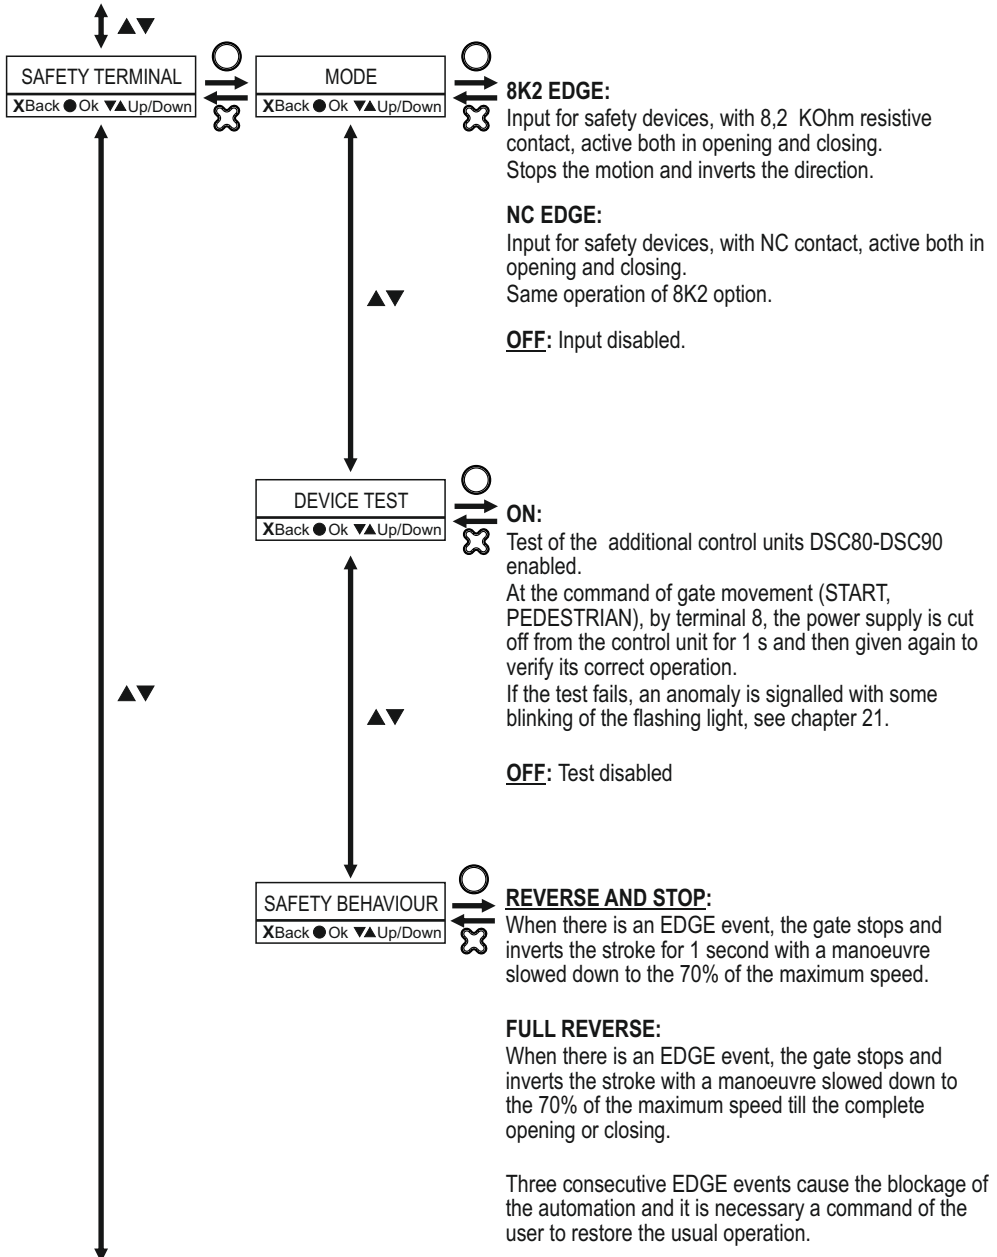 ▲▼
SAFETY TERMINAL
XBack ● Ok ▼▲Up/Down
MODE
XBack ● Ok ▼▲Up/Down
8K2 EDGE:
Input for safety devices, with 8,2 KOhm resistive
contact, active both in opening and closing.
Stops the motion and inverts the direction.
NC EDGE:
Input for safety devices, with NC contact, active both in
opening and closing.
Same operation of 8K2 option.
▲▼
OFF: Input disabled.
DEVICE TEST
XBack ● Ok ▼▲Up/Down
ON:
Test of the additional control units DSC80-DSC90
enabled.
At the command of gate movement (START,
PEDESTRIAN), by terminal 8, the power supply is cut
off from the control unit for 1 s and then given again to
verify its correct operation.
If the test fails, an anomaly is signalled with some
blinking of the flashing light, see chapter 21.
▲▼
▲▼
OFF: Test disabled
SAFETY BEHAVIOUR
XBack ● Ok ▼▲Up/Down
REVERSE AND STOP:
When there is an EDGE event, the gate stops and
inverts the stroke for 1 second with a manoeuvre
slowed down to the 70% of the maximum speed.
FULL REVERSE:
When there is an EDGE event, the gate stops and
inverts the stroke with a manoeuvre slowed down to
the 70% of the maximum speed till the complete
opening or closing.
Three consecutive EDGE events cause the blockage of
the automation and it is necessary a command of the
user to restore the usual operation.